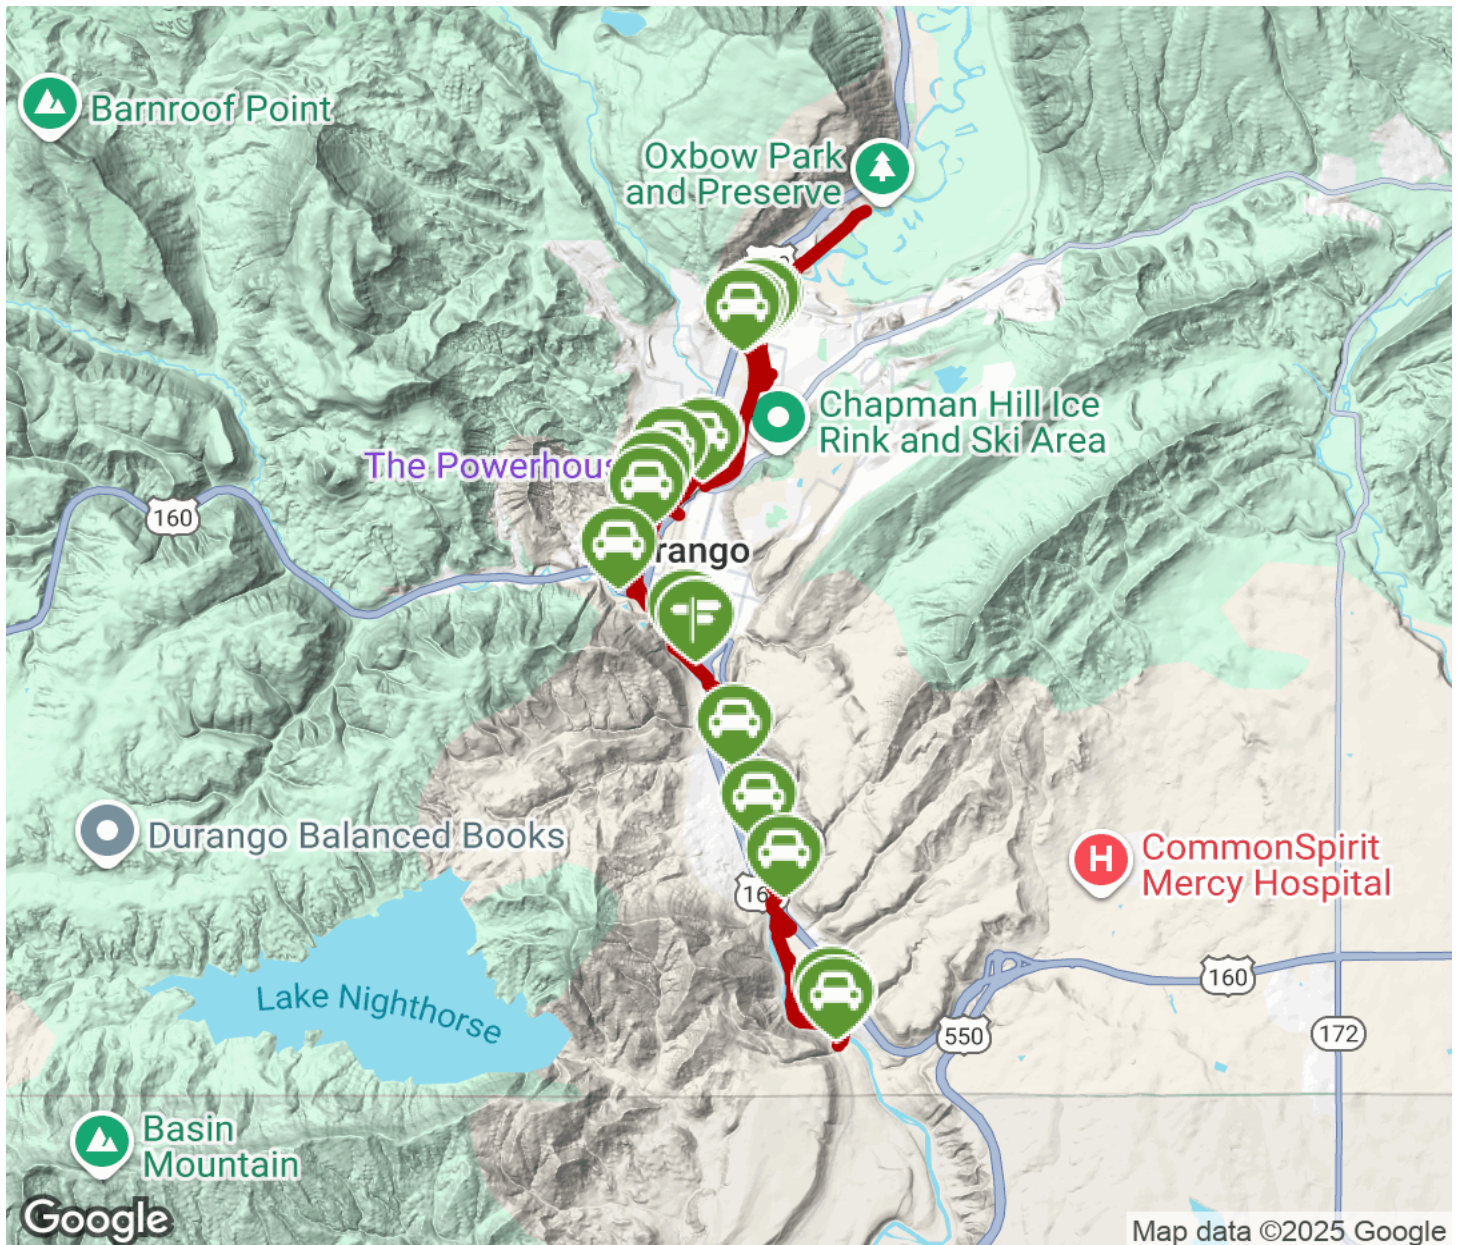 Barnroof Point
Oxbow Park
and Preserve
Chapman Hill Ice
Rink and Ski Area
The Powerhous
160
rango
Durango Balanced Books
CommonSpirit
Mercy Hospital
16
160
Lake Nighthorse
550
172
Basin
Mountain
Google
Map data ©2025 Google